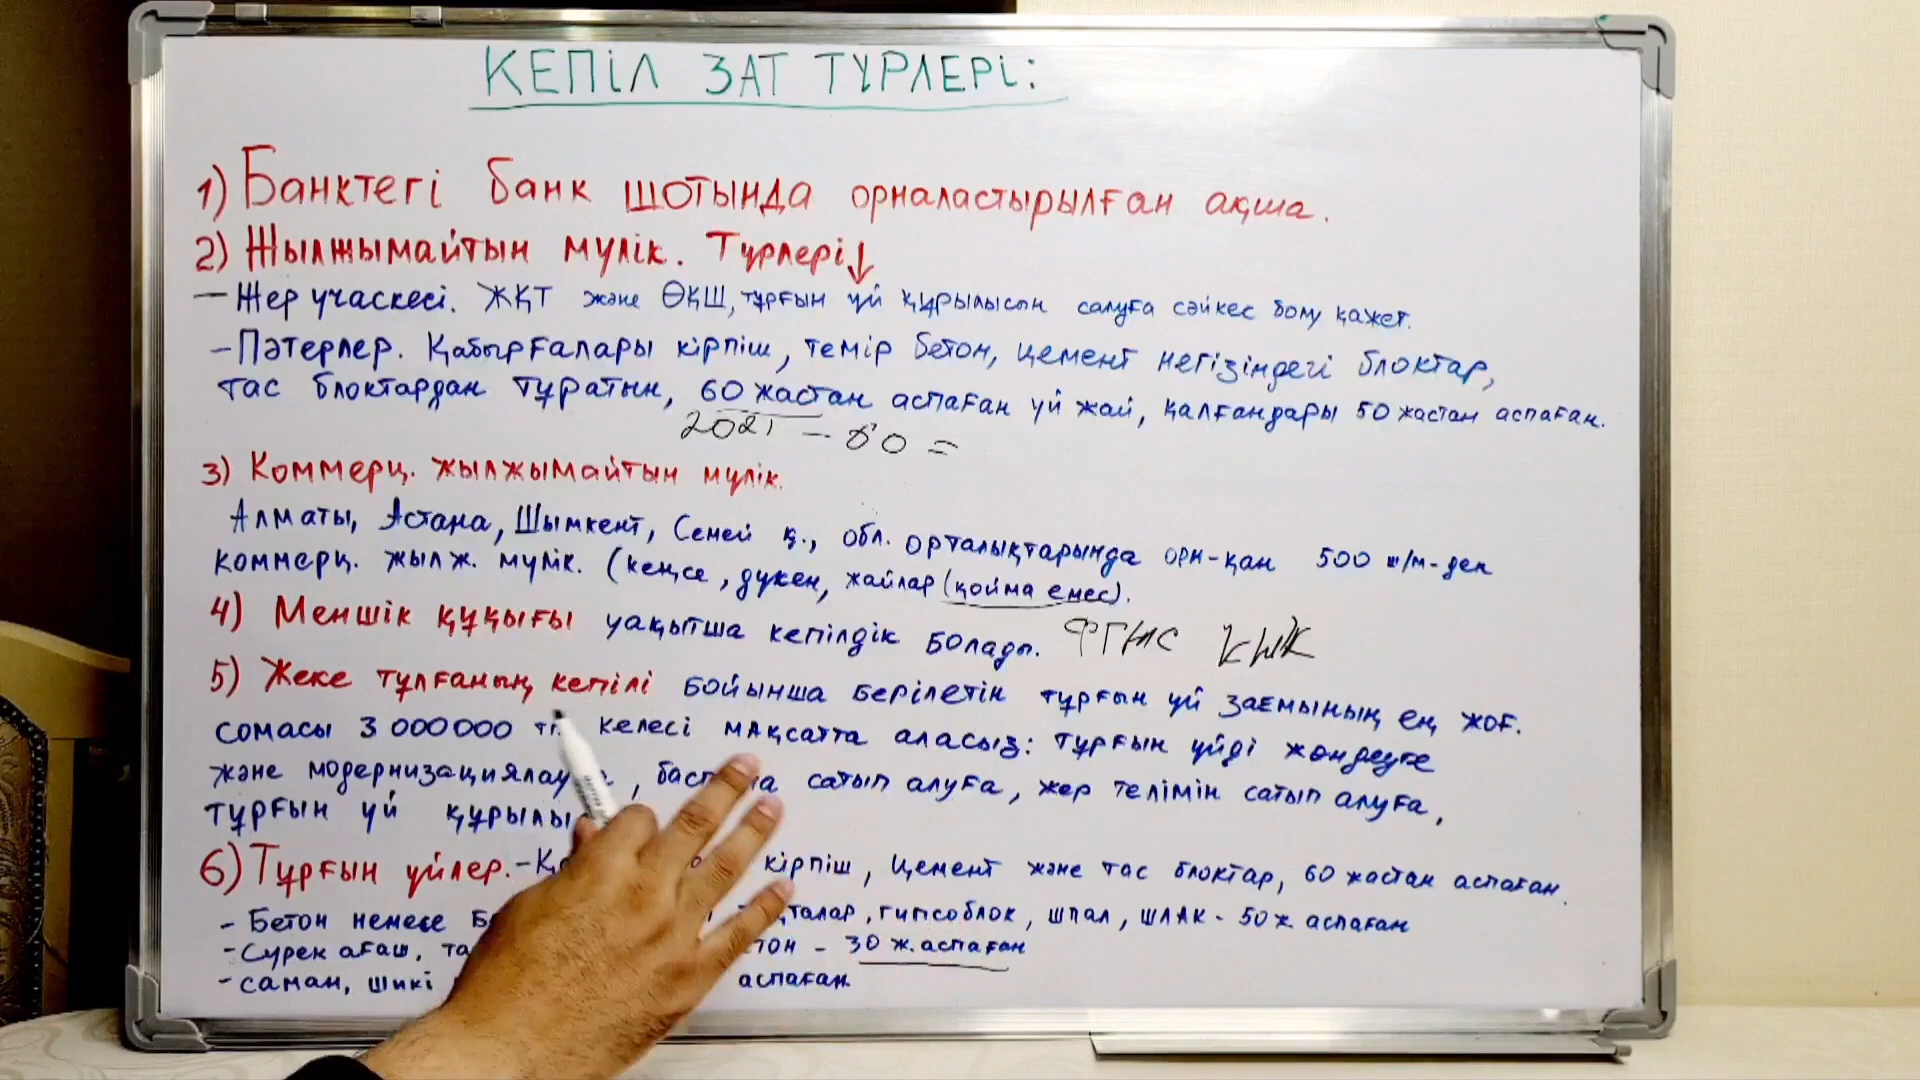 КЕПІЛ ЗАТ ТҮРЛЕРІ:
1) Банктегі банк шотында орналастырылған ақша.
2) Жылжымайтын мүлік. Түрлері↓
— Жер учаскесі. ЖҚТ және ӨҚШ, тұрғын үй құрылысын салуға сәйкес болу қажет.
- Пәтерлер. Қабырғалары кірпіш, темір бетон, цемент негізіндегі блоктар,
тас блоктардан тұратын, 60 жастан аспаған үй жай, қалғандары 50 жастан аспаған.
2021 - 60 =
3) Коммерц. жылжымайтын мүлік.
Алматы, Астана, Шымкент, Семей қ., обл. орталықтарында орн-қан 500 ш/м-ден
коммерц. жылж. мүлік. (кеңсе, дүкен, жайлар (қойма емес).
4) Меншік құқығы уақытша кепілдік болады.
5) Жеке тұлғаның кепілі бойынша берілетін тұрғын үй заемының ең жоғ.
сомасы 3 000 000 келесі мақсатта аласыз: тұрғын үйді жөндеуге
және, сатып алуға, жер телімін сатып алуға,
тұрғын үй
6) Тұрғын үйлер. - кірпіш, цемент және тас блоктар, 60 жастан аспаған.
- Бетон немесе гипсоблок, шпал, шлак - 50 ж аспаған
- Сүрек ағаш, - 30 ж. аспаған
- саман, шикі аспаған